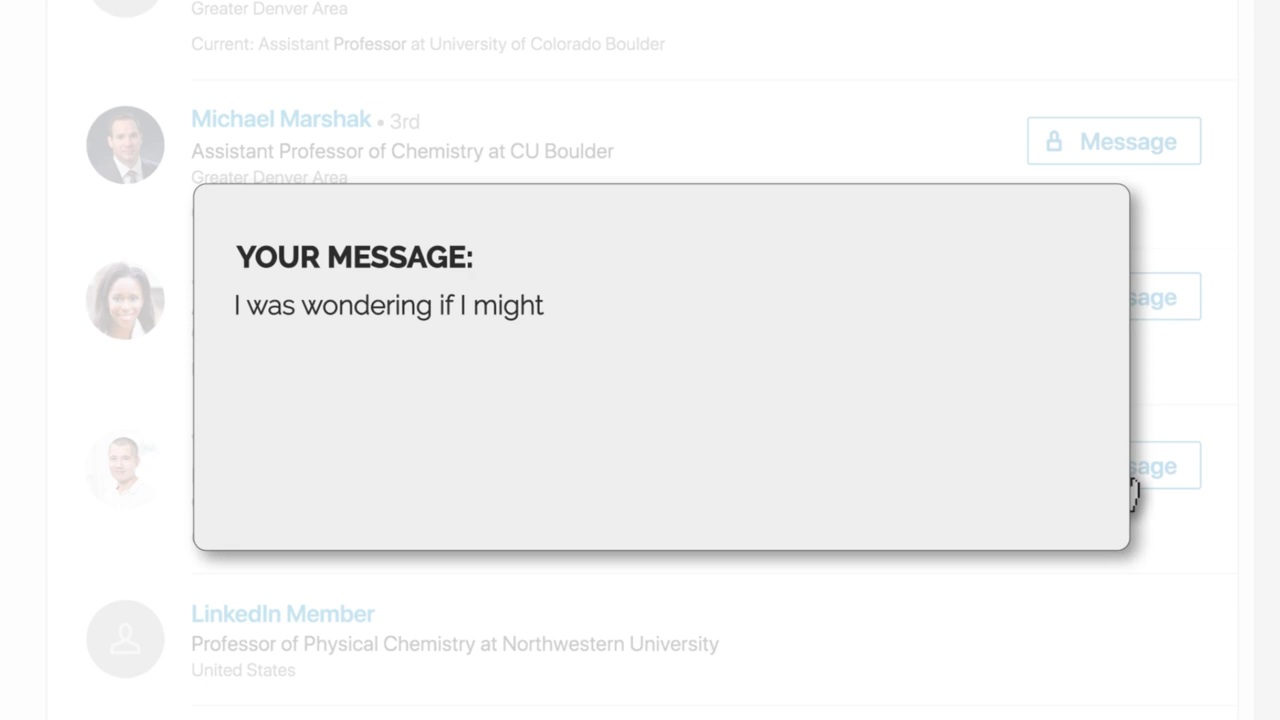 Greater Denver Area
Current: Assistant Professor at University of Colorado Boulder
Michael Marshak • 3rd
Assistant Professor of Chemistry at CU Boulder
Message
Greater Denver Area
YOUR MESSAGE:
I was wondering if I might
sage
sage
LinkedIn Member
Professor of Physical Chemistry at Northwestern University
United States